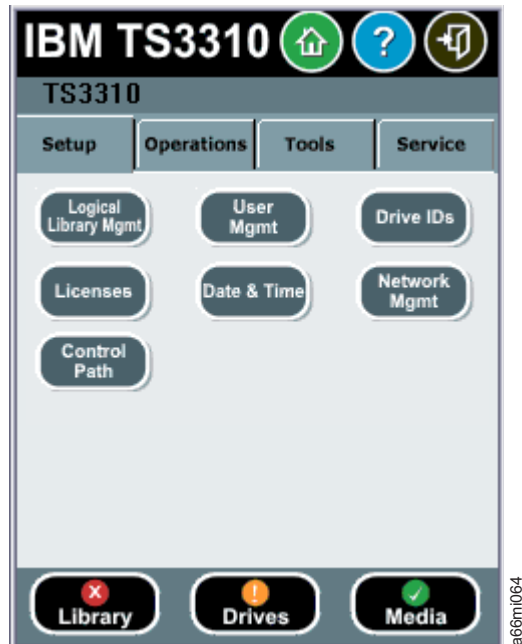 IBM TS3310
?
TS3310
Setup Operations Tools Service
Logical
Library Mgmt
User
Mgmt
Drive IDs
Licenses
Date & Time
Network
Mgmt
Control
Path
Library
!
Drives
Media
a66mi064